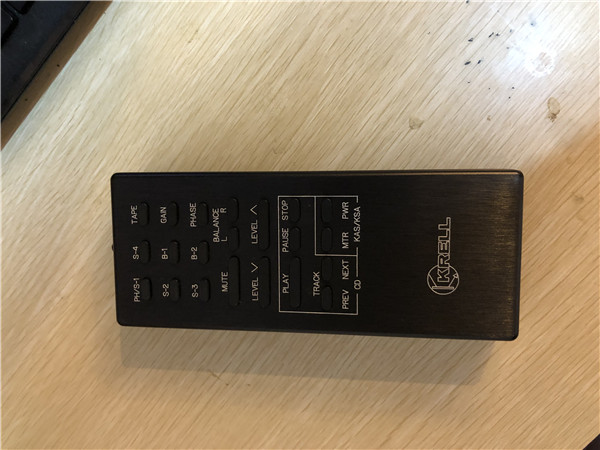 PH/S-1 S-4 TAPE
S-2 B-1 GAIN
S-3 B-2 PHASE
BALANCE
MUTE L R
LEVEL ∨ LEVEL ∧
PLAY PAUSE STOP
TRACK
PREV NEXT MTR PWR
CD KAS/KSA
KRELL